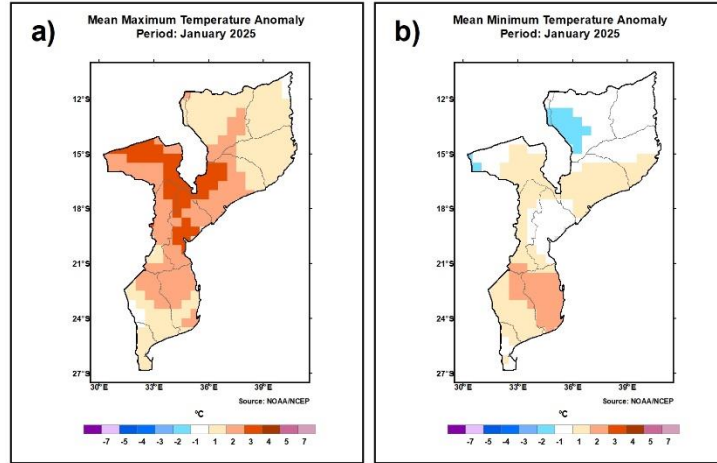 a)
Mean Maximum Temperature Anomaly
Period: January 2025
12°S
15°S
18°S
21°S
24°S
27°S
30°E 33°E 36°E 39°E
Source: NOAA/NCEP
°C
-7 -5 -4 -3 -2 -1 1 2 3 4 5 7
b)
Mean Minimum Temperature Anomaly
Period: January 2025
12°S
15°S
18°S
21°S
24°S
27°S
30°E 33°E 36°E 39°E
Source: NOAA/NCEP
°C
-7 -5 -4 -3 -2 -1 1 2 3 4 5 7